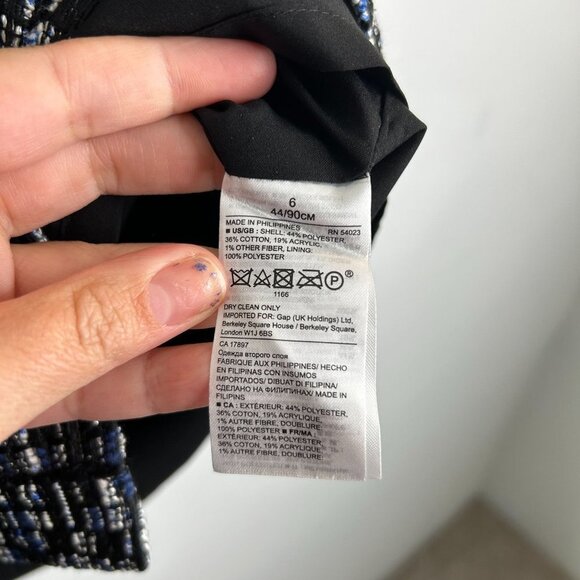 6
44/90CM
MADE IN PHILIPPINES RN 54023
■ US/GB : SHELL: 44% POLYESTER,
36% COTTON, 19% ACRYLIC,
1% OTHER FIBER, LINING:
100% POLYESTER
P ®
1166
DRY CLEAN ONLY
IMPORTED FOR: Gap (UK Holdings) Ltd,
Berkeley Square House / Berkeley Square,
London W1J 6BS
CA 17897
Одежда второго слоя
FABRIQUE AUX PHILIPPINES/ HECHO
EN FILIPINAS CON INSUMOS
IMPORTADOS/ DIBUAT DI FILIPINA/
СДЕЛАНО НА ФИЛИПИНАХ/ MADE IN
FILIPINS
■ CA : EXTÉRIEUR: 44% POLYESTER,
36% COTON, 19% ACRYLIQUE,
1% AUTRE FIBRE, DOUBLURE:
100% POLYESTER ■ FR/MA :
EXTÉRIEUR: 44% POLYESTER,
36% COTON, 19% ACRYLIQUE,
1% AUTRE FIBRE, DOUBLURE: